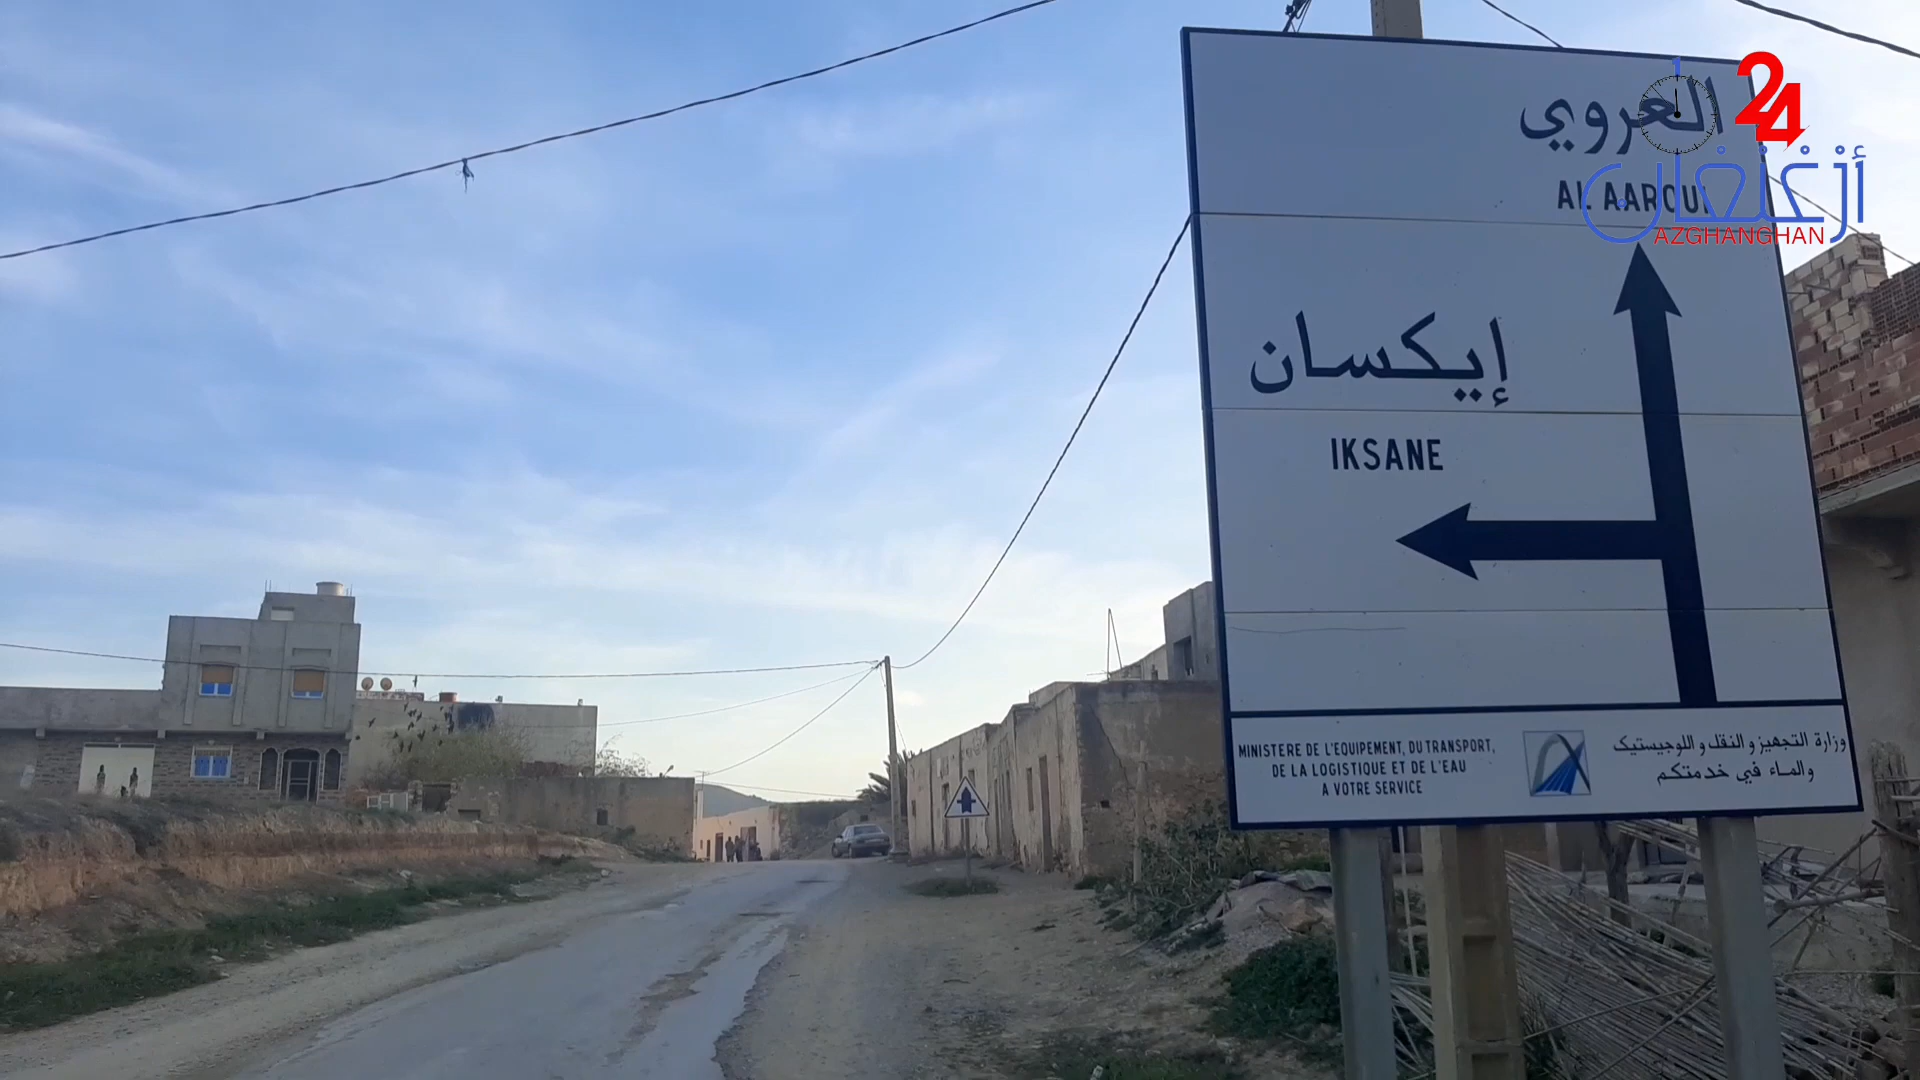 العروي
AL AAROUI
24
أزغنغان
AZGHANGHAN
إيكسان
IKSANE
MINISTERE DE L'EQUIPEMENT, DU TRANSPORT,
DE LA LOGISTIQUE ET DE L'EAU
A VOTRE SERVICE
وزارة التجهيز و النقل و اللوجيستيك
والماء في خدمتكم